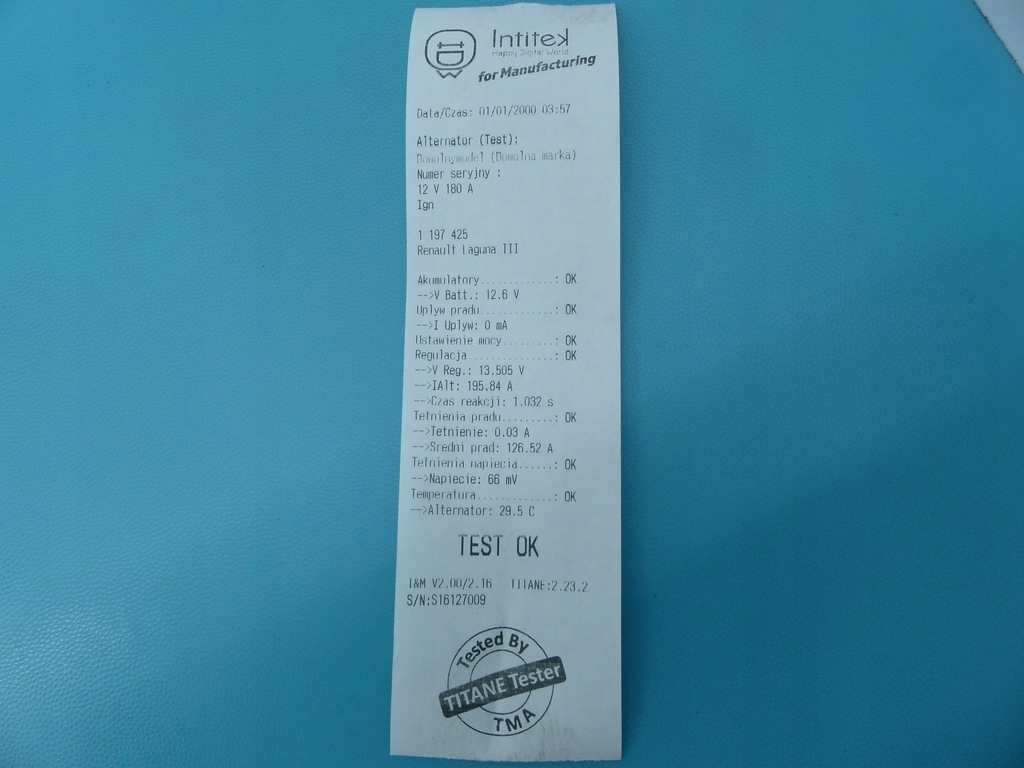 Intitek
Happy Digital World
for Manufacturing
Data/Czas: 01/01/2000 03:57
Alternator (Test):
Dowolnymodel (Dowolna marka)
Numer seryjny :
12 V 180 A
Ign
1 197 425
Renault Laguna III
Akumulatory...........: OK
-->V Batt.: 12.6 V
Uplyw pradu...........: OK
-->I Uplyw: 0 mA
Ustawienie mocy........: OK
Regulacja.............: OK
-->V Reg.: 13.505 V
-->IAlt: 195.84 A
-->Czas reakcji: 1.032 s
Tetnienia pradu........: OK
-->Tetnienie: 0.03 A
-->Sredni prad: 126.52 A
Tetnienia napiecia.....: OK
-->Napiecie: 66 mV
Temperatura...........: OK
-->Alternator: 29.5 C
TEST OK
I&M V2.00/2.16 TITANE:2.23.2
S/N:S16127009
Tested By
TITANE Tester
TMA